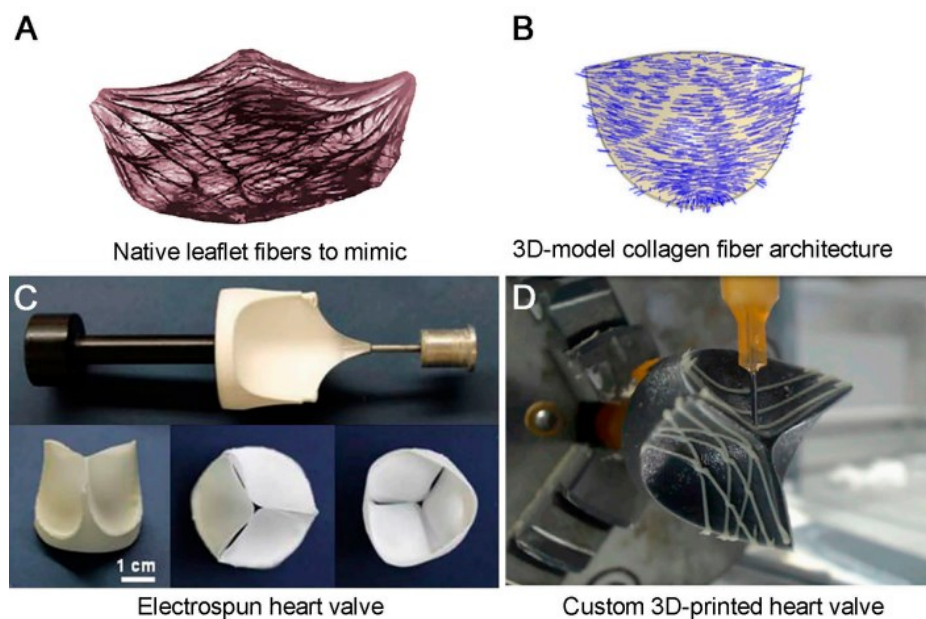 A
B
Native leaflet fibers to mimic
3D-model collagen fiber architecture
C
D
1 cm
Electrospun heart valve
Custom 3D-printed heart valve